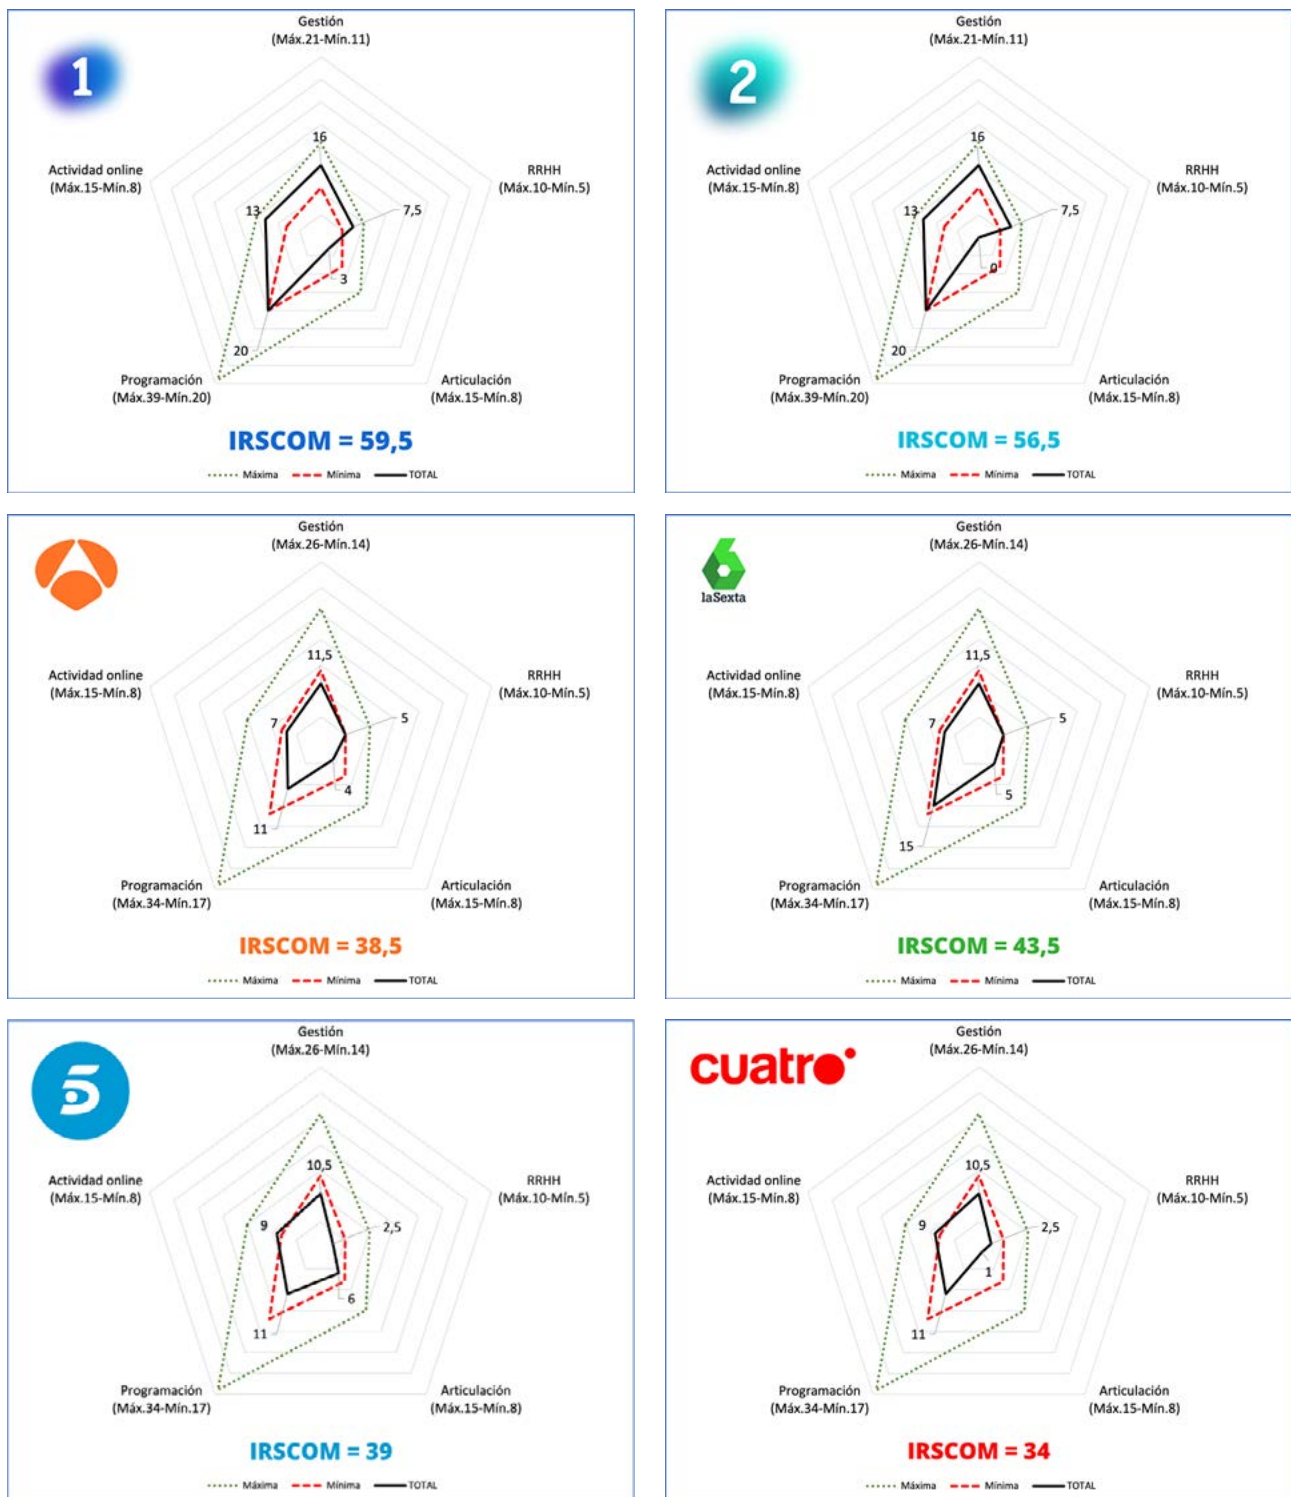 Gestión
(Máx.21-Mín.11)
1
16
Actividad online
(Máx.15-Mín.8)
RRHH
(Máx.10-Mín.5)
13
7,5
3
20
Programación
(Máx.39-Mín.20)
Articulación
(Máx.15-Mín.8)
IRSCOM = 59,5
Máxima Mínima TOTAL
Gestión
(Máx.21-Mín.11)
2
16
Actividad online
(Máx.15-Mín.8)
RRHH
(Máx.10-Mín.5)
13
7,5
0
20
Programación
(Máx.39-Mín.20)
Articulación
(Máx.15-Mín.8)
IRSCOM = 56,5
Máxima Mínima TOTAL
Gestión
(Máx.26-Mín.14)
11,5
Actividad online
(Máx.15-Mín.8)
RRHH
(Máx.10-Mín.5)
7
5
4
11
Programación
(Máx.34-Mín.17)
Articulación
(Máx.15-Mín.8)
IRSCOM = 38,5
Máxima Mínima TOTAL
Gestión
(Máx.26-Mín.14)
6
laSexta
11,5
Actividad online
(Máx.15-Mín.8)
RRHH
(Máx.10-Mín.5)
7
5
5
15
Programación
(Máx.34-Mín.17)
Articulación
(Máx.15-Mín.8)
IRSCOM = 43,5
Máxima Mínima TOTAL
Gestión
(Máx.26-Mín.14)
5
10,5
Actividad online
(Máx.15-Mín.8)
RRHH
(Máx.10-Mín.5)
9
2,5
6
11
Programación
(Máx.34-Mín.17)
Articulación
(Máx.15-Mín.8)
IRSCOM = 39
Máxima Mínima TOTAL
Gestión
(Máx.26-Mín.14)
cuatro
10,5
Actividad online
(Máx.15-Mín.8)
RRHH
(Máx.10-Mín.5)
9
2,5
1
11
Programación
(Máx.34-Mín.17)
Articulación
(Máx.15-Mín.8)
IRSCOM = 34
Máxima Mínima TOTAL